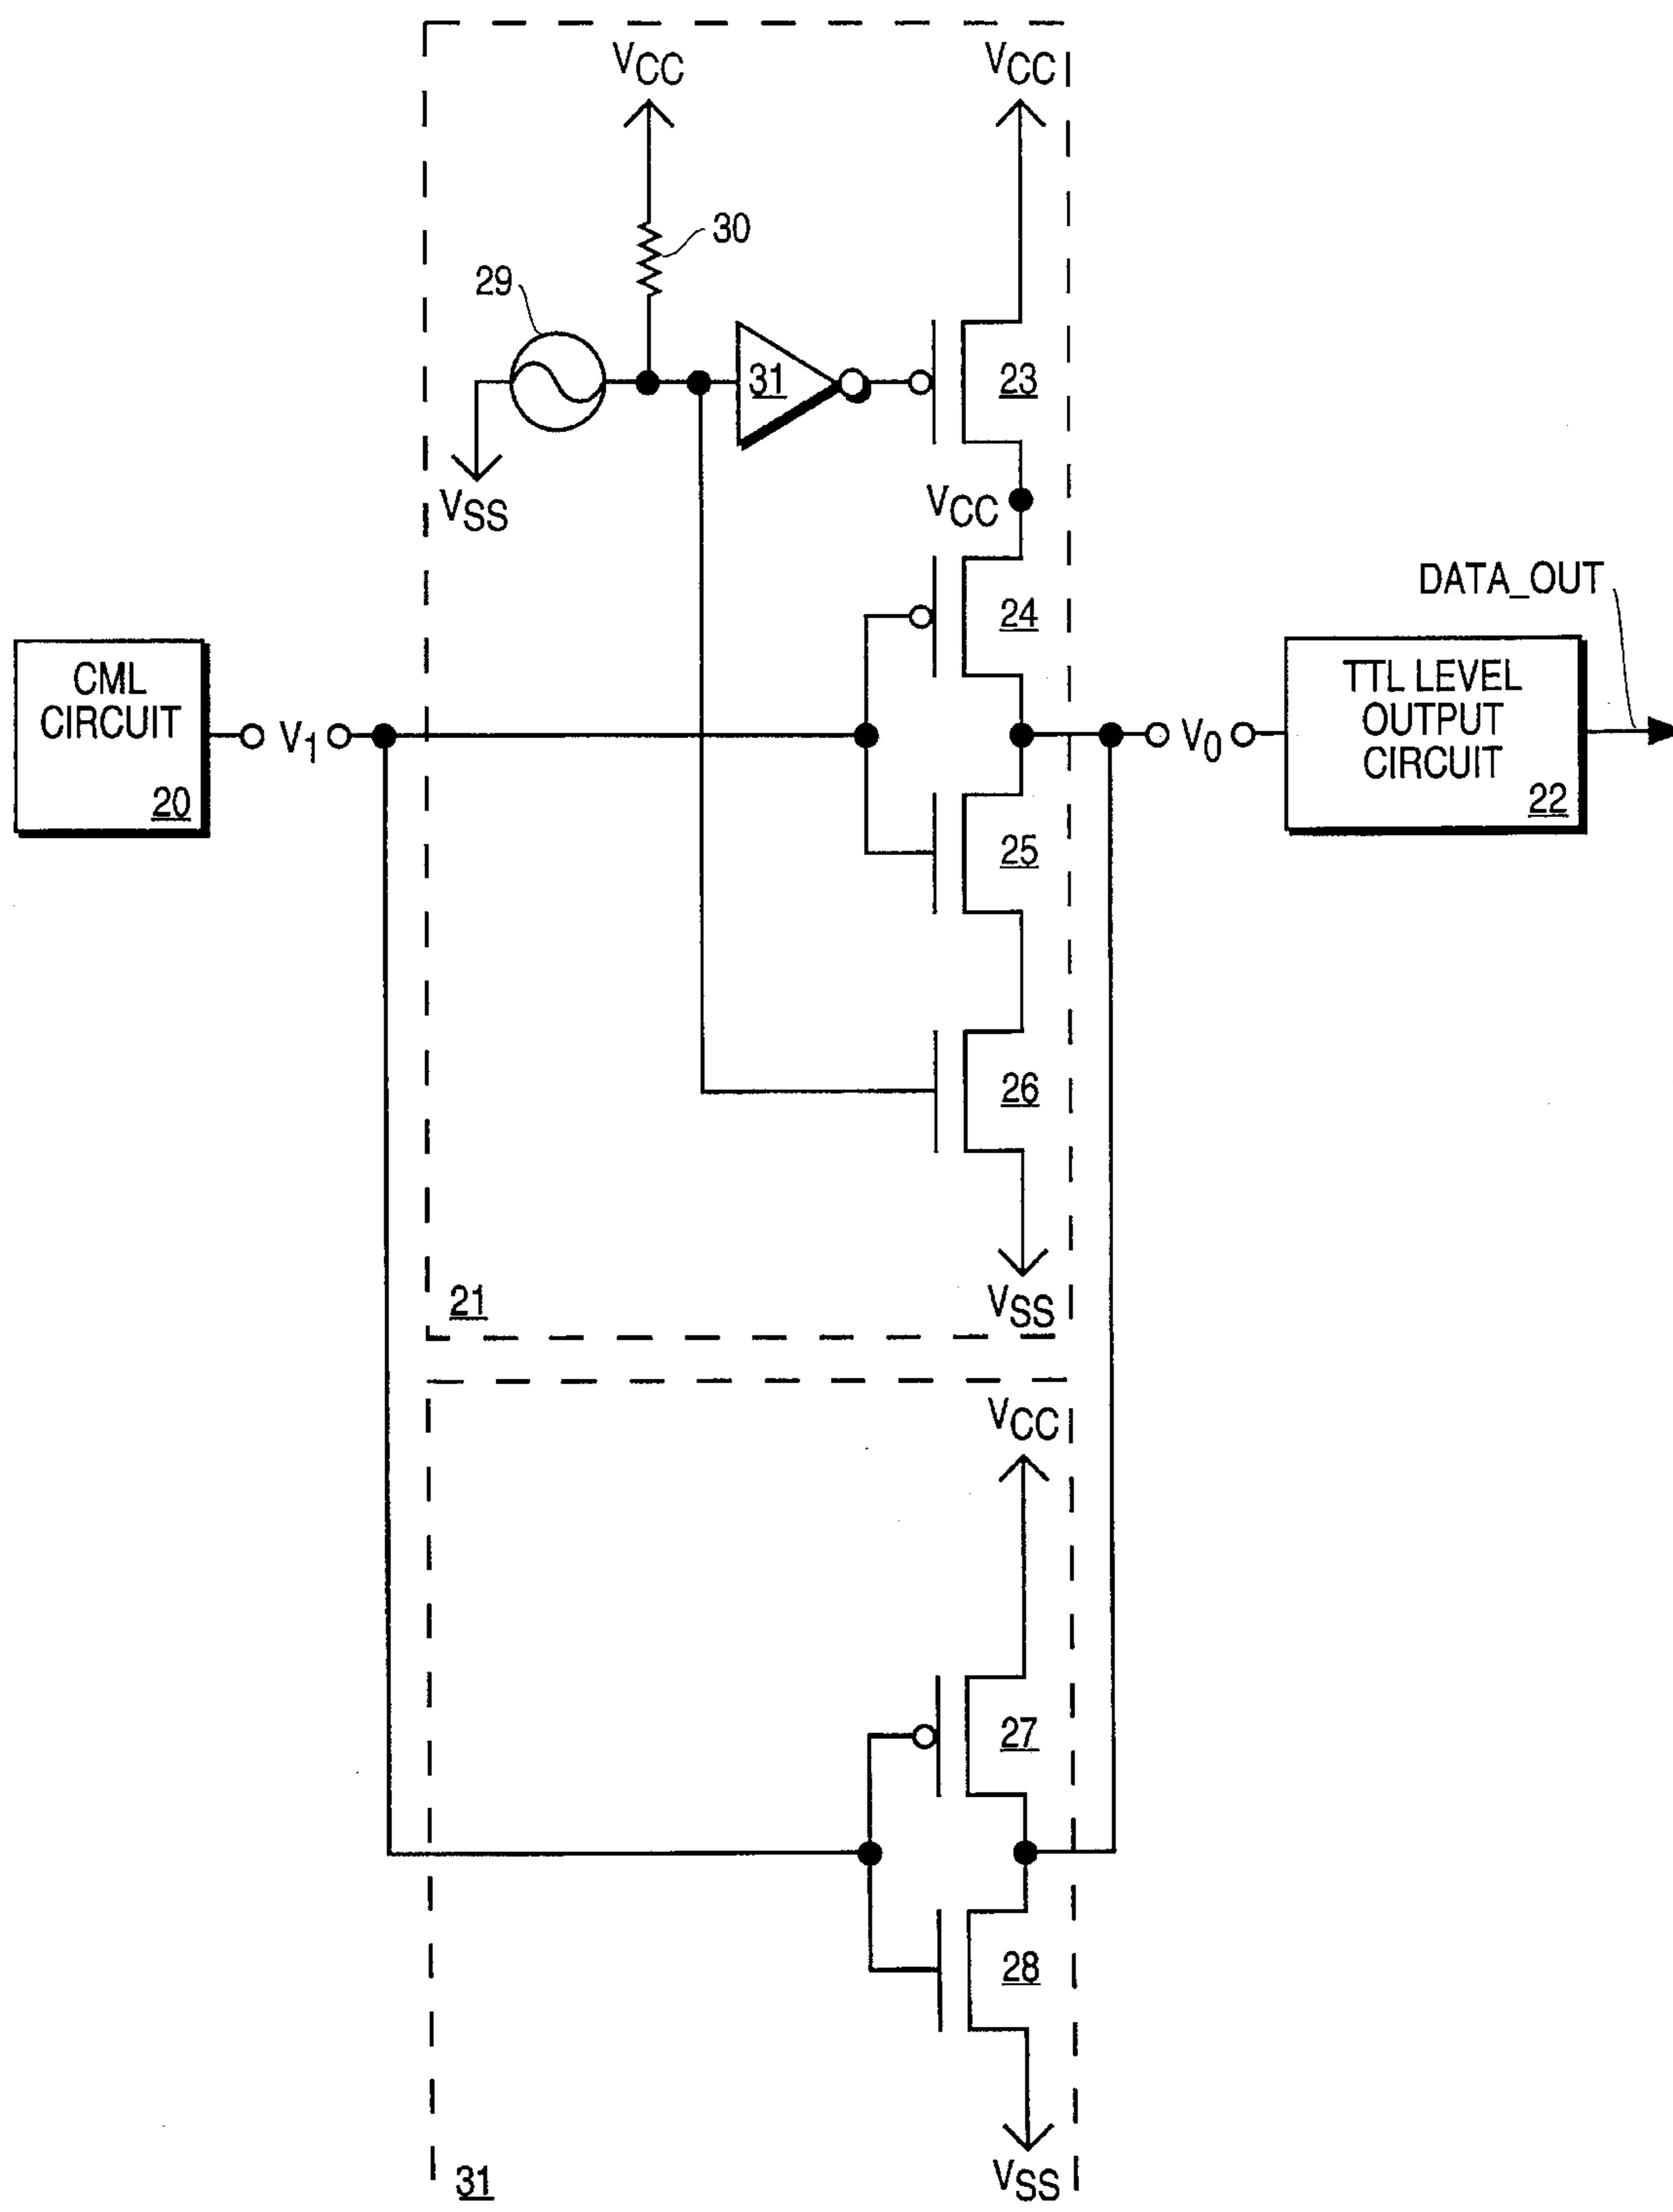 VCC
VCC
30
29
31
23
VSS
VCC
24
DATA_OUT
CML
CIRCUIT
20
V1
V0
TTL LEVEL
OUTPUT
CIRCUIT
22
25
26
21
VSS
VCC
27
28
31
VSS